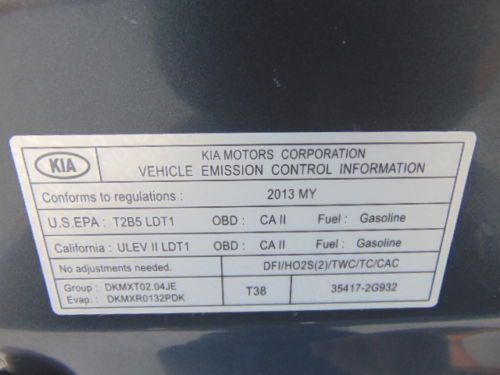 KIA
KIA MOTORS CORPORATION
VEHICLE EMISSION CONTROL INFORMATION
Conforms to regulations : 2013 MY
U.S.EPA : T2B5 LDT1 OBD : CA II Fuel : Gasoline
California : ULEV II LDT1 OBD : CA II Fuel : Gasoline
No adjustments needed. DFI/HO2S(2)/TWC/TC/CAC
Group : DKMXT02.04JE
Evap. : DKMXR0132PDK
T38
35417-2G932